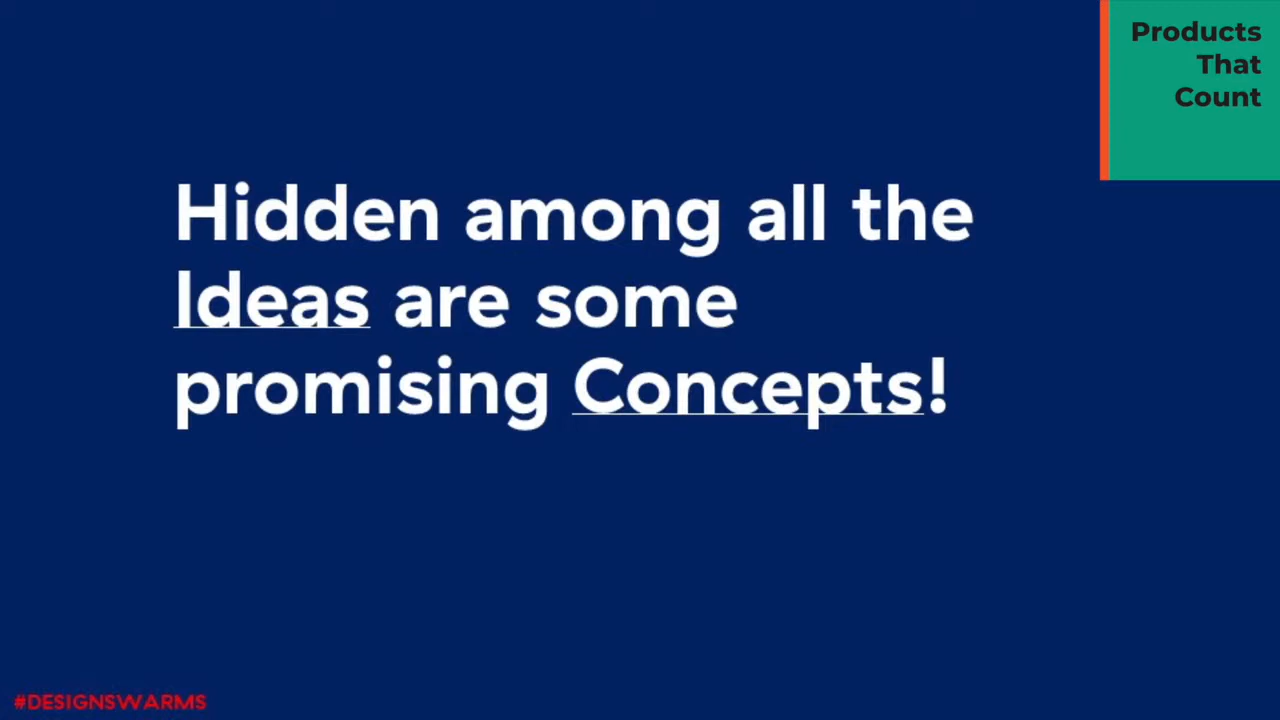 Products
That
Count
Hidden among all the
Ideas are some
promising Concepts!
#DESIGNSWARMS